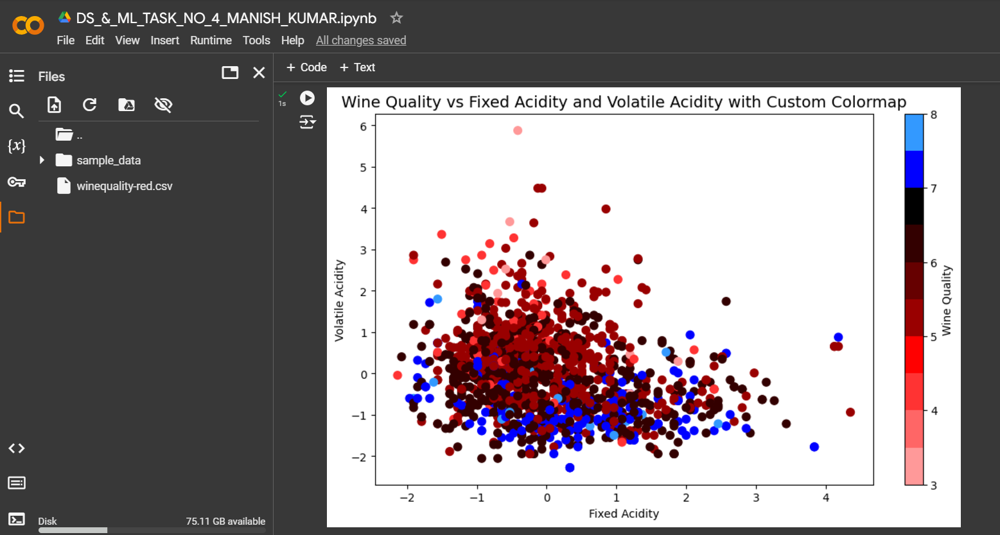 DS_&_ML_TASK_NO_4_MANISH_KUMAR.ipynb
File Edit View Insert Runtime Tools Help All changes saved
Files
+ Code + Text
{x}
..
sample_data
winequality-red.csv
Disk 75.11 GB available
1s
Wine Quality vs Fixed Acidity and Volatile Acidity with Custom Colormap
6
5
4
3
2
1
0
−1
−2
Volatile Acidity
−2 −1 0 1 2 3 4
Fixed Acidity
8
7
6
5
4
3
Wine Quality